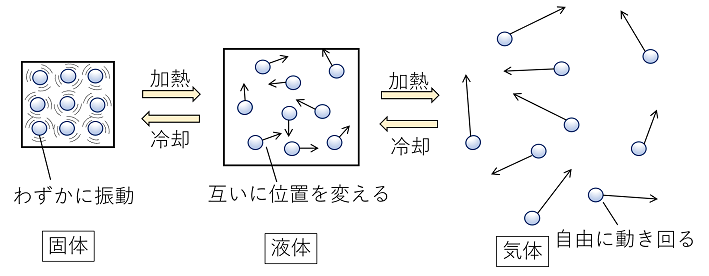 加熱
冷却
加熱
冷却
わずかに振動
互いに位置を変える
自由に動き回る
固体
液体
気体